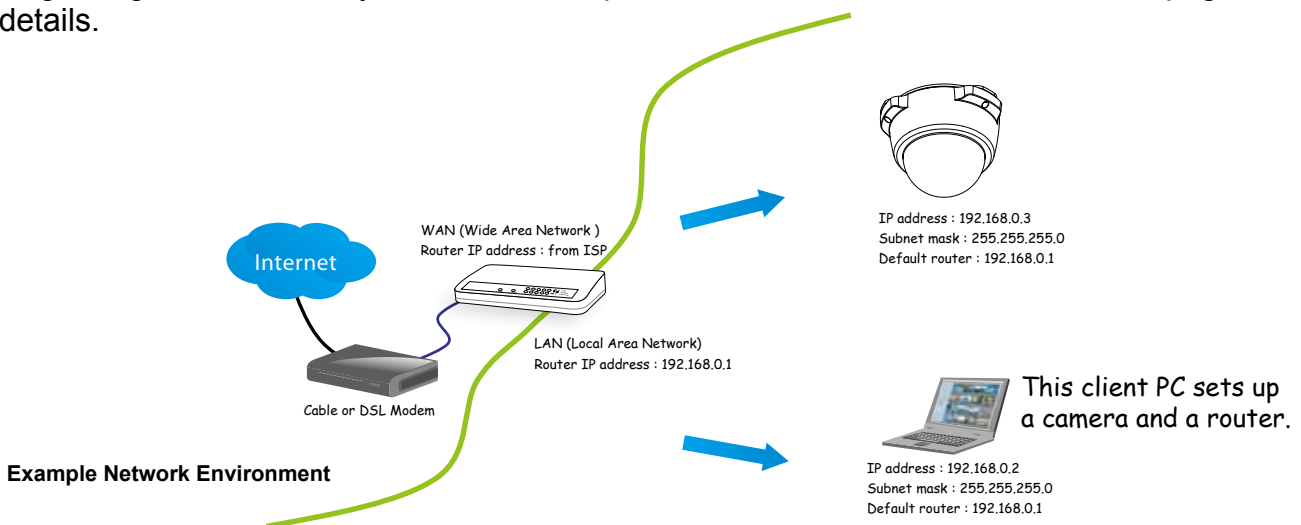 details.
WAN (Wide Area Network )
Router IP address : from ISP
Internet
LAN (Local Area Network)
Router IP address : 192.168.0.1
Cable or DSL Modem
Example Network Environment
IP address : 192.168.0.3
Subnet mask : 255.255.255.0
Default router : 192.168.0.1
This client PC sets up
a camera and a router.
IP address : 192.168.0.2
Subnet mask : 255.255.255.0
Default router : 192.168.0.1